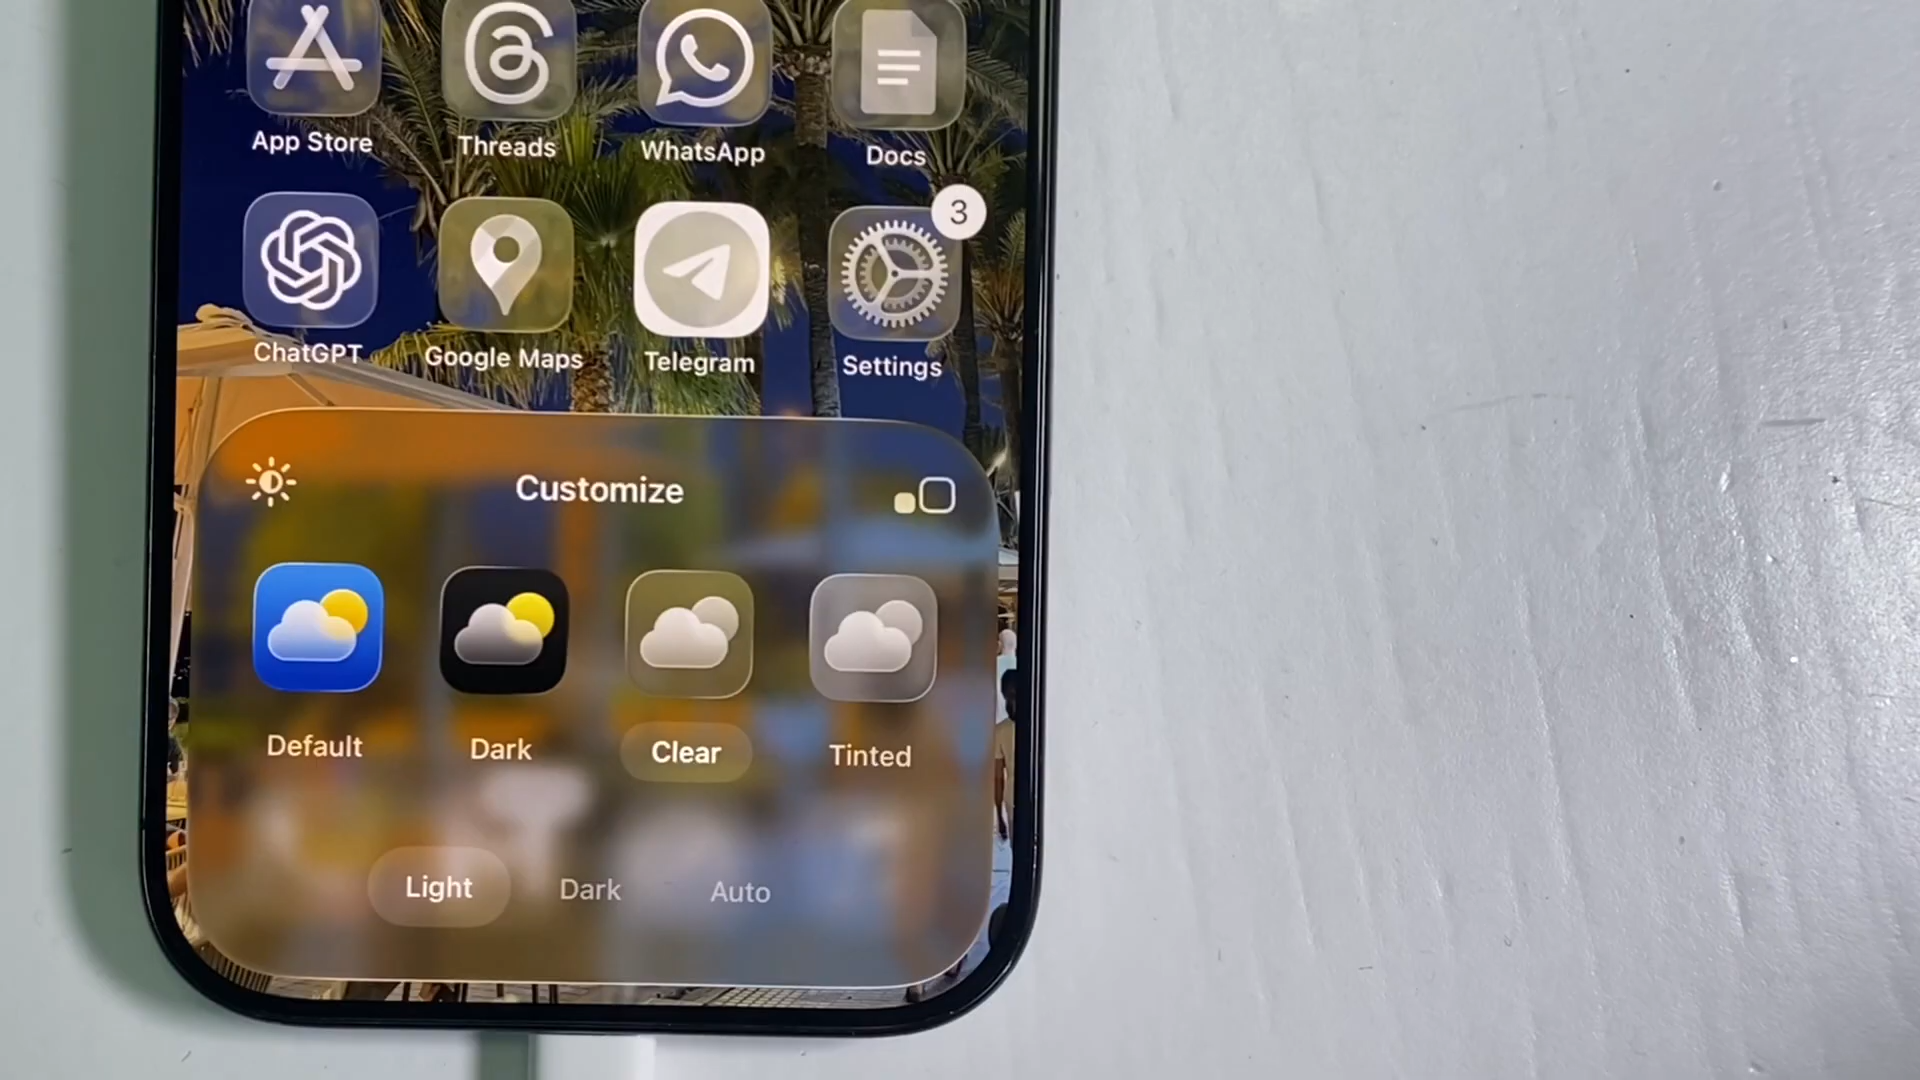 App Store
Threads
WhatsApp
Docs
3
ChatGPT
Google Maps
Telegram
Settings
Customize
Default
Dark
Clear
Tinted
Light
Dark
Auto